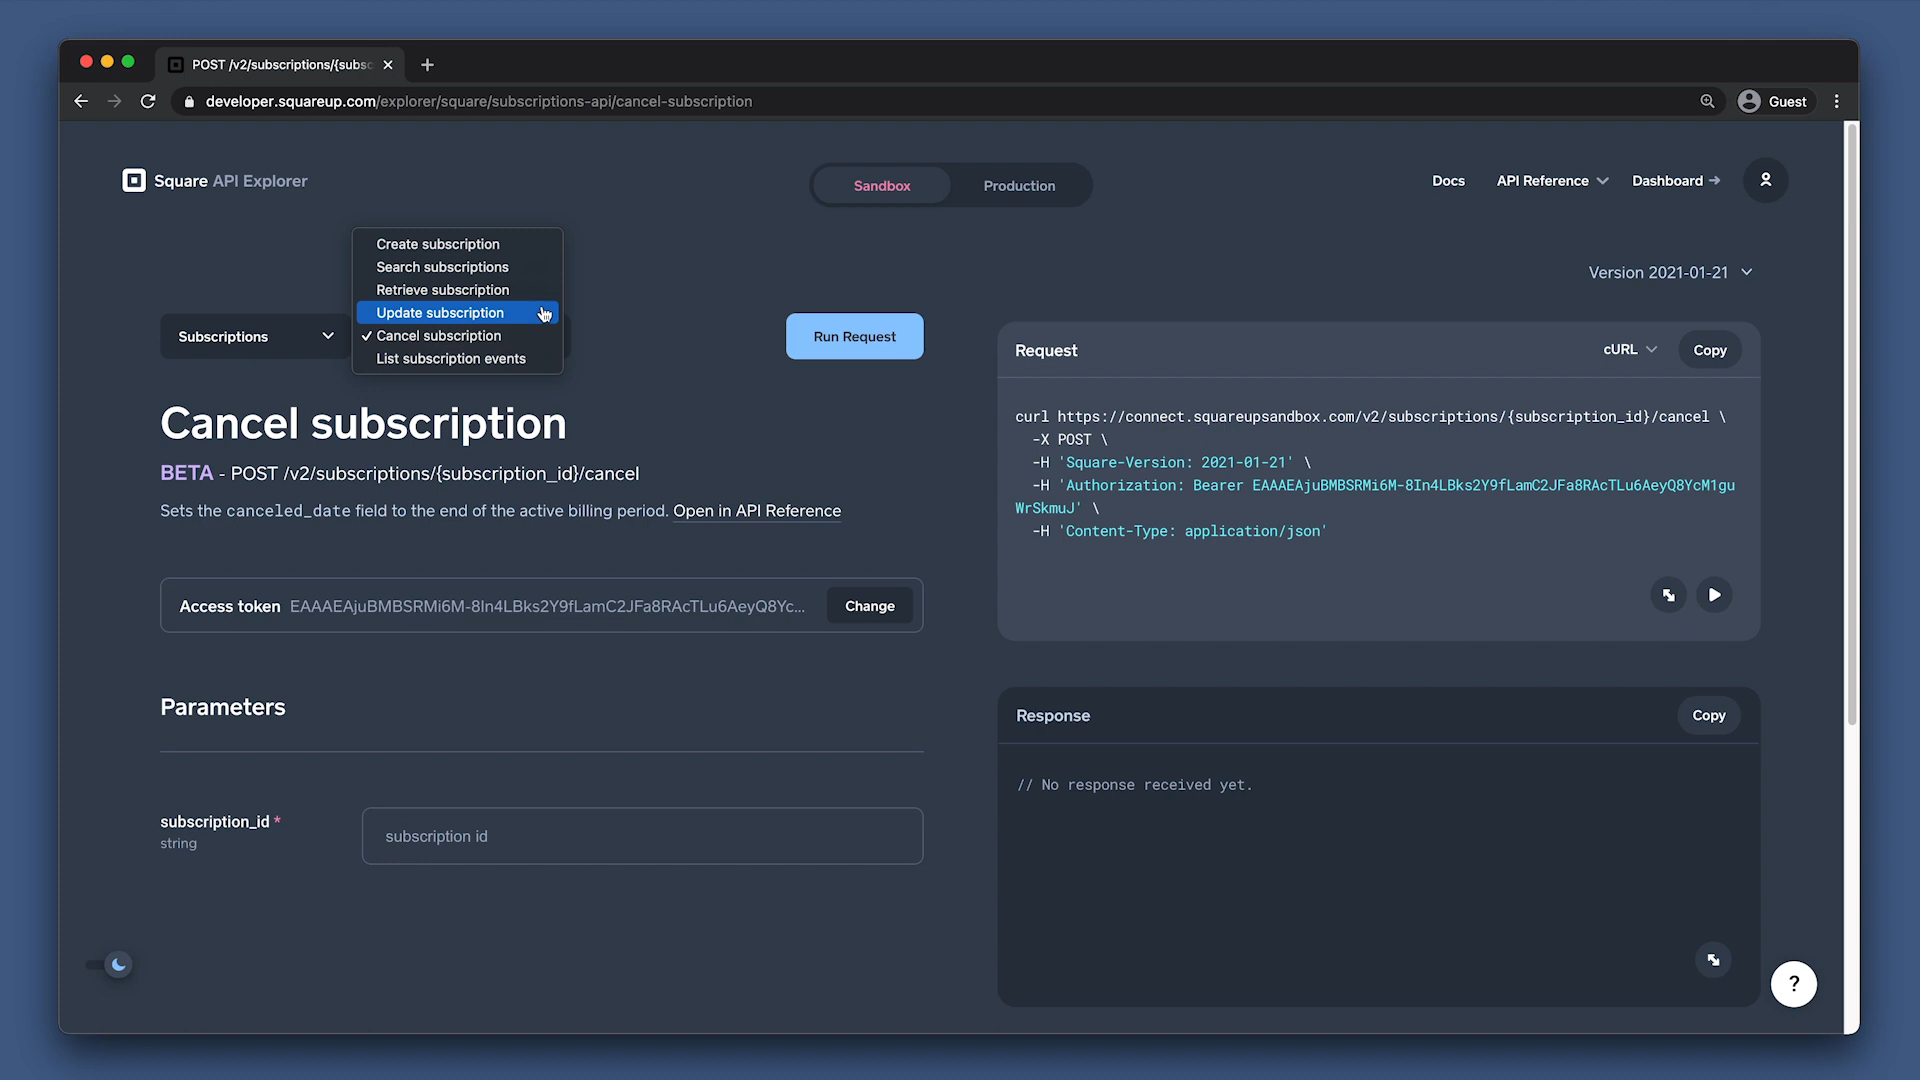 POST /v2/subscriptions/{subsc
developer.squareup.com/explorer/square/subscriptions-api/cancel-subscription
Guest
Square API Explorer
Sandbox
Production
Docs
API Reference
Dashboard →
Create subscription
Search subscriptions
Retrieve subscription
Update subscription
✓ Cancel subscription
List subscription events
Version 2021-01-21
Subscriptions
Run Request
Cancel subscription
BETA - POST /v2/subscriptions/{subscription_id}/cancel
Sets the canceled_date field to the end of the active billing period. Open in API Reference
Access token EAAAEAjuBMBSRMi6M-8In4LBks2Y9fLamC2JFa8RAcTLu6AeyQ8Yc...
Change
Parameters
subscription_id *
string
subscription id
Request
cURL
Copy
curl https://connect.squareupsandbox.com/v2/subscriptions/{subscription_id}/cancel \
-X POST \
-H 'Square-Version: 2021-01-21' \
-H 'Authorization: Bearer EAAAEAjuBMBSRMi6M-8In4LBks2Y9fLamC2JFa8RAcTLu6AeyQ8YcM1gu
WrSkmuJ' \
-H 'Content-Type: application/json'
Response
Copy
// No response received yet.
?